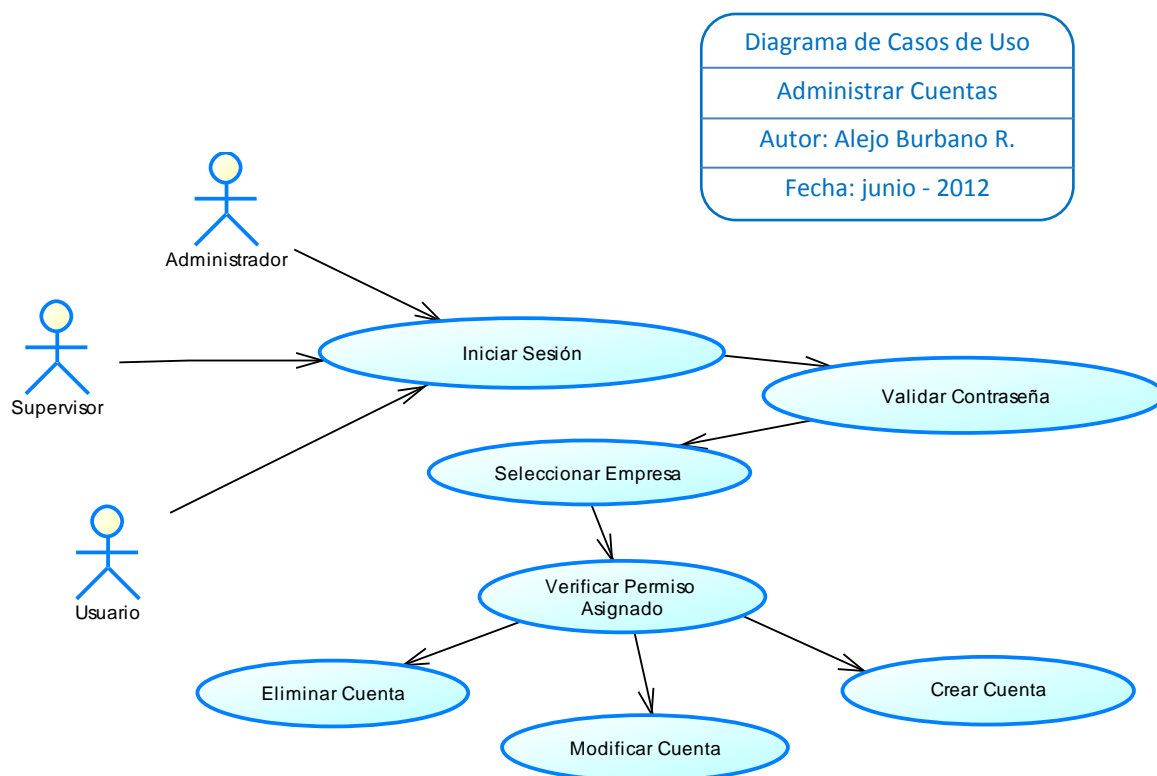 Diagrama de Casos de Uso
Administrar Cuentas
Autor: Alejo Burbano R.
Fecha: junio - 2012
Administrador
Supervisor
Iniciar Sesión
Validar Contraseña
Seleccionar Empresa
Usuario
Verificar Permiso
Asignado
Eliminar Cuenta
Crear Cuenta
Modificar Cuenta